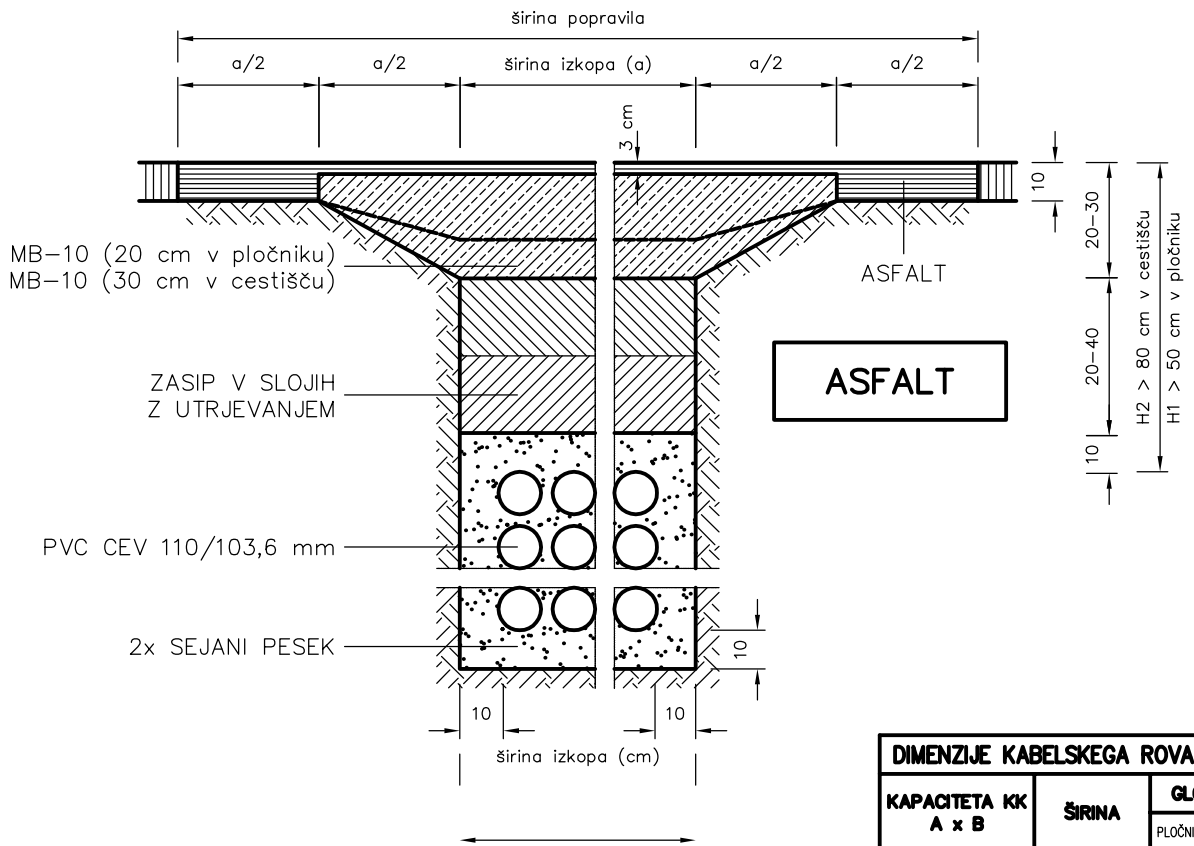 širina popravila
a/2
a/2
širina izkopa (a)
a/2
a/2
3 cm
10
20-30
MB-10 (20 cm v pločniku)
MB-10 (30 cm v cestišču)
ASFALT
H2 > 80 cm v cestišču
H1 > 50 cm v pločniku
20-40
ASFALT
ZASIP V SLOJIH
Z UTRJEVANJEM
10
PVC CEV 110/103,6 mm
2x SEJANI PESEK
10
10
10
širina izkopa (cm)
DIMENZIJE KABELSKEGA ROVA
KAPACITETA KK
A x B
ŠIRINA